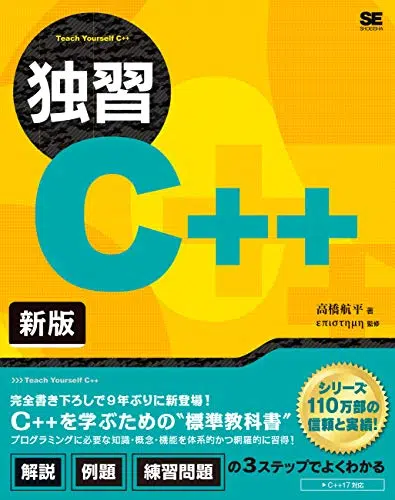 Teach Yourself C++
SE
SHOEISHA
独習
C++
新版
高橋航平 著
επιστημη 監修
>>> Teach Yourself C++
完全書き下ろしで9年ぶりに新登場!
C++を学ぶための“標準教科書”
プログラミングに必要な知識・概念・機能を体系的かつ網羅的に習得!
シリーズ
110万部の
信頼と実績!
解説 例題 練習問題 の3ステップでよくわかる
▶C++17対応